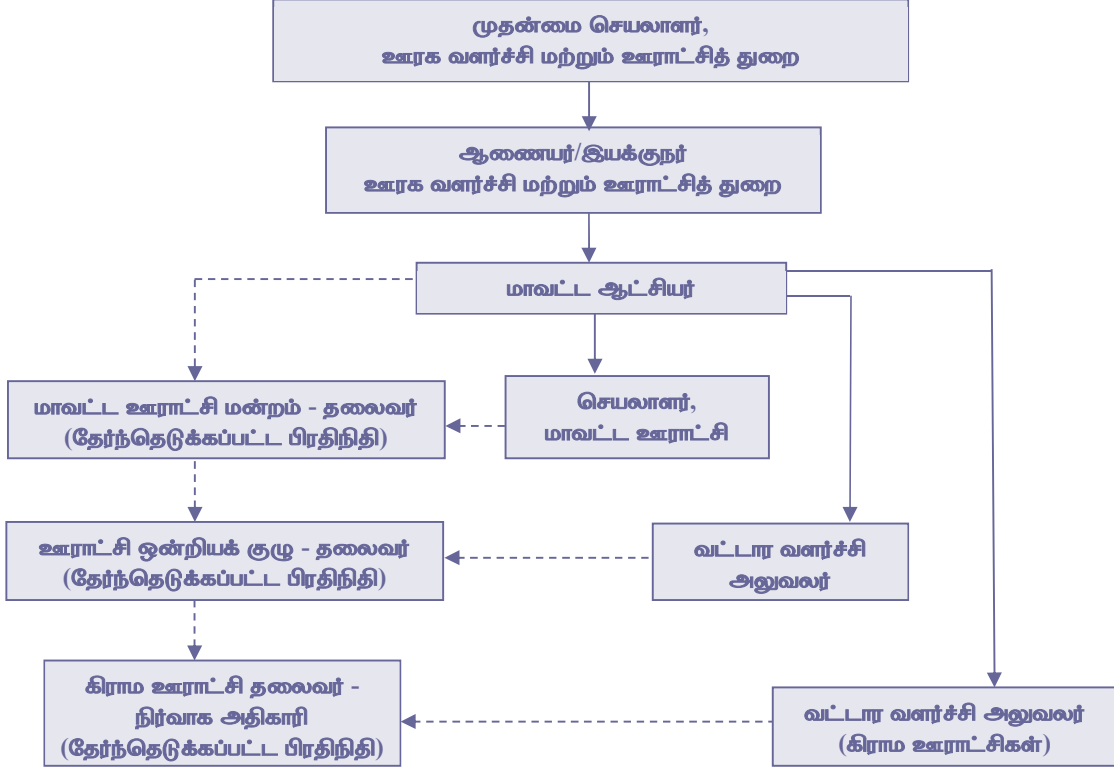 முதன்மை செயலாளர்,
ஊரக வளர்ச்சி மற்றும் ஊராட்சித் துறை
ஆணையர்/இயக்குநர்
ஊரக வளர்ச்சி மற்றும் ஊராட்சித் துறை
மாவட்ட ஆட்சியர்
மாவட்ட ஊராட்சி மன்றம் - தலைவர்
(தேர்ந்தெடுக்கப்பட்ட பிரதிநிதி)
செயலாளர்,
மாவட்ட ஊராட்சி
ஊராட்சி ஒன்றியக் குழு - தலைவர்
(தேர்ந்தெடுக்கப்பட்ட பிரதிநிதி)
வட்டார வளர்ச்சி
அலுவலர்
கிராம ஊராட்சி தலைவர் -
நிர்வாக அதிகாரி
(தேர்ந்தெடுக்கப்பட்ட பிரதிநிதி)
வட்டார வளர்ச்சி அலுவலர்
(கிராம ஊராட்சிகள்)